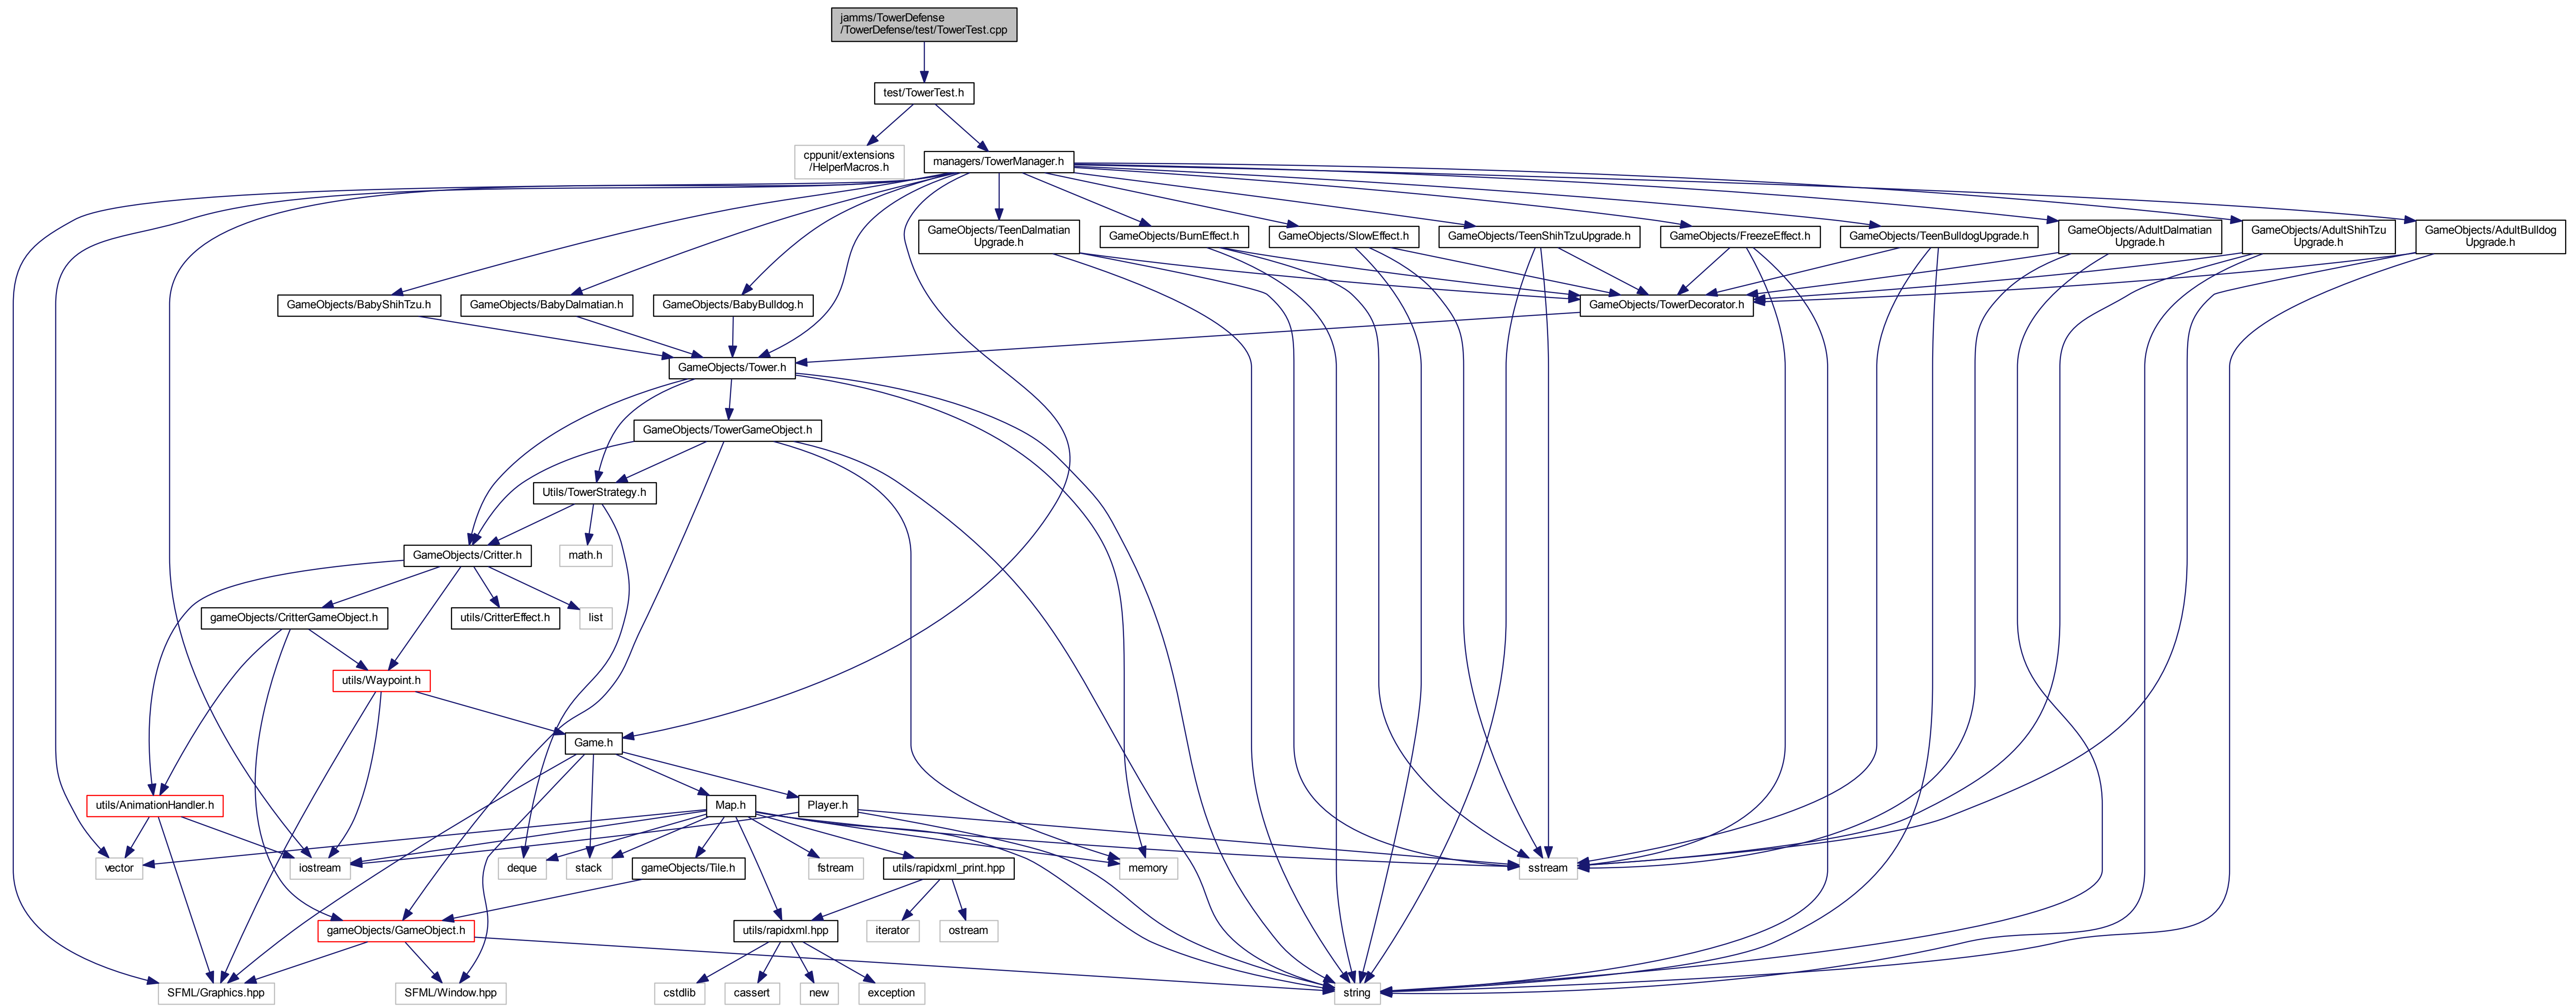 jamms/TowerDefense
/TowerDefense/test/TowerTest.cpp
test/TowerTest.h
cppunit/extensions
/HelperMacros.h
managers/TowerManager.h
GameObjects/TeenDalmatian
Upgrade.h
GameObjects/BurnEffect.h
GameObjects/SlowEffect.h
GameObjects/TeenShihTzuUpgrade.h
GameObjects/FreezeEffect.h
GameObjects/TeenBulldogUpgrade.h
GameObjects/AdultDalmatian
Upgrade.h
GameObjects/AdultShihTzu
Upgrade.h
GameObjects/AdultBulldog
Upgrade.h
GameObjects/BabyShihTzu.h
GameObjects/BabyDalmatian.h
GameObjects/BabyBulldog.h
GameObjects/TowerDecorator.h
GameObjects/Tower.h
GameObjects/TowerGameObject.h
Utils/TowerStrategy.h
GameObjects/Critter.h
math.h
gameObjects/CritterGameObject.h
utils/CritterEffect.h
list
utils/Waypoint.h
Game.h
utils/AnimationHandler.h
Map.h
Player.h
vector
iostream
deque
stack
gameObjects/Tile.h
fstream
utils/rapidxml_print.hpp
memory
sstream
gameObjects/GameObject.h
utils/rapidxml.hpp
iterator
ostream
SFML/Graphics.hpp
SFML/Window.hpp
cstdlib
cassert
new
exception
string